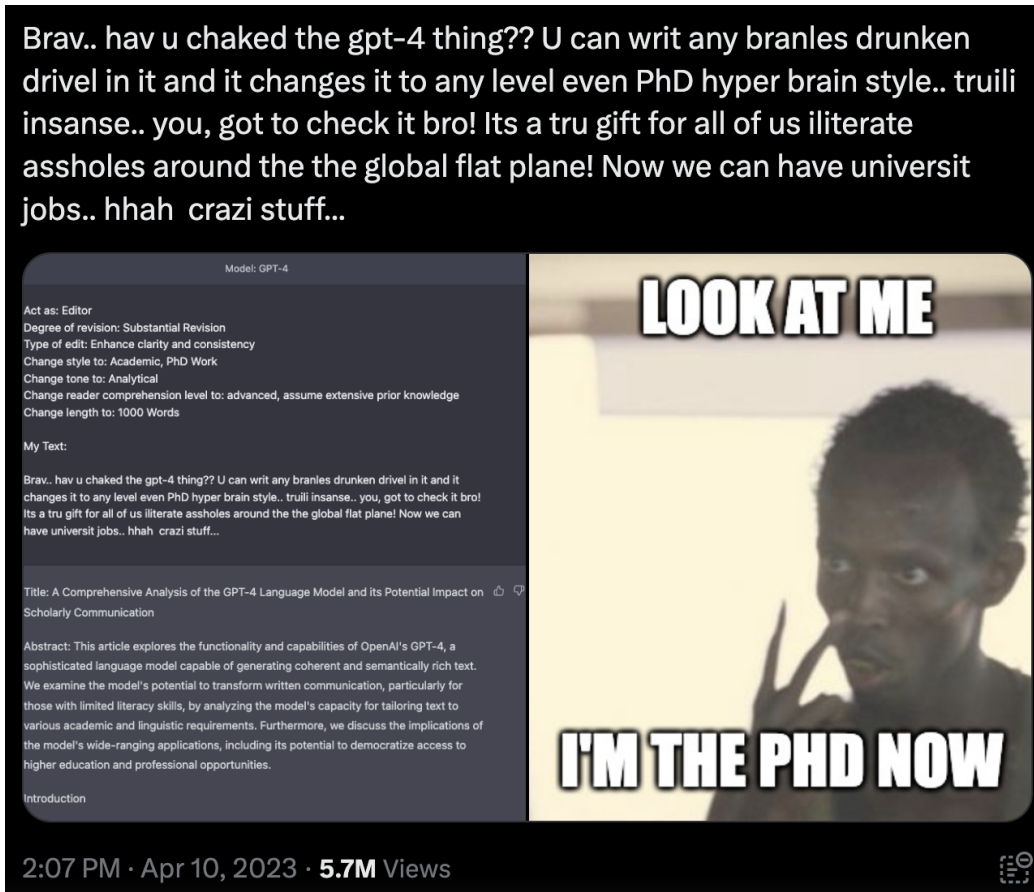 Brav.. hav u chaked the gpt-4 thing?? U can writ any branles drunken
drivel in it and it changes it to any level even PhD hyper brain style.. truili
insanse.. you, got to check it bro! Its a tru gift for all of us iliterate
assholes around the the global flat plane! Now we can have universit
jobs.. hhah  crazi stuff...
Model: GPT-4
Act as: Editor
Degree of revision: Substantial Revision
Type of edit: Enhance clarity and consistency
Change style to: Academic, PhD Work
Change tone to: Analytical
Change reader comprehension level to: advanced, assume extensive prior knowledge
Change length to: 1000 Words
My Text:
Brav.. hav u chaked the gpt-4 thing?? U can writ any branles drunken drivel in it and it
changes it to any level even PhD hyper brain style.. truili insanse.. you, got to check it bro!
Its a tru gift for all of us iliterate assholes around the the global flat plane! Now we can
have universit jobs.. hhah  crazi stuff...
Title: A Comprehensive Analysis of the GPT-4 Language Model and its Potential Impact on
Scholarly Communication
Abstract: This article explores the functionality and capabilities of OpenAI's GPT-4, a
sophisticated language model capable of generating coherent and semantically rich text.
We examine the model's potential to transform written communication, particularly for
those with limited literacy skills, by analyzing the model's capacity for tailoring text to
various academic and linguistic requirements. Furthermore, we discuss the implications of
the model's wide-ranging applications, including its potential to democratize access to
higher education and professional opportunities.
Introduction
LOOK AT ME
I'M THE PHD NOW
2:07 PM · Apr 10, 2023 · 5.7M Views